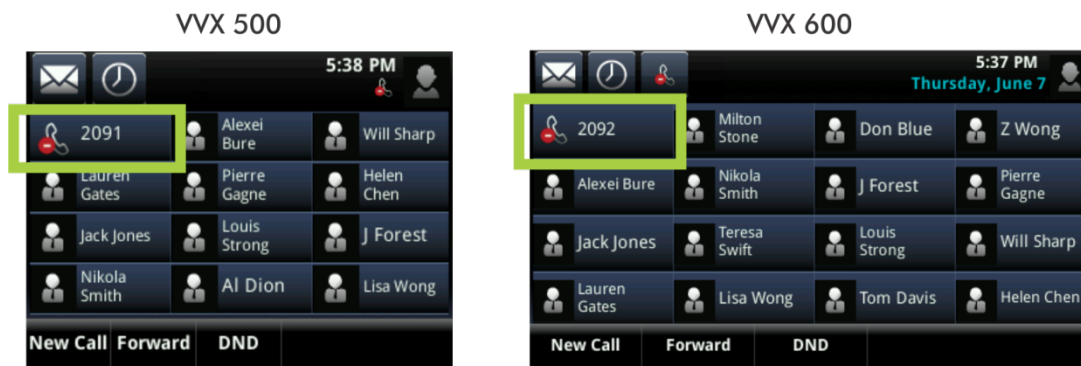 VVX 500
5:38 PM
2091
Alexei
Bure
Will Sharp
Lauren
Gates
Pierre
Gagne
Helen
Chen
Jack Jones
Louis
Strong
J Forest
Nikola
Smith
Al Dion
Lisa Wong
New Call Forward DND
VVX 600
5:37 PM
Thursday, June 7
2092
Milton
Stone
Don Blue
Z Wong
Alexei Bure
Nikola
Smith
J Forest
Pierre
Gagne
Jack Jones
Teresa
Swift
Louis
Strong
Will Sharp
Lauren
Gates
Lisa Wong
Tom Davis
Helen Chen
New Call Forward DND